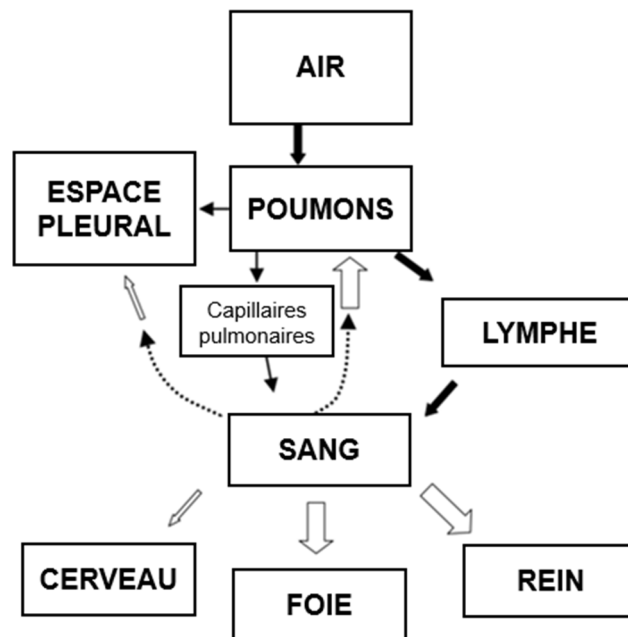 AIR
ESPACE
PLEURAL
POUMONS
Capillaires
pulmonaires
LYMPHE
SANG
CERVEAU
FOIE
REIN